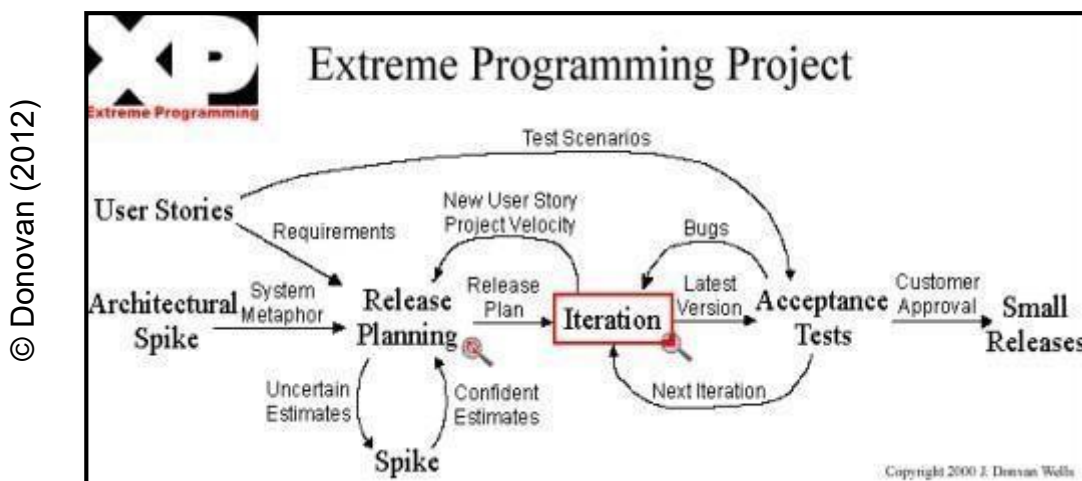 © Donovan (2012)
XP
Extreme Programming
Extreme Programming Project
Test Scenarios
User Stories
Requirements
New User Story
Project Velocity
Bugs
Architectural
Spike
System
Metaphor
Release
Planning
Release
Plan
Iteration
Latest
Version
Acceptance
Tests
Customer
Approval
Small
Releases
Next Iteration
Uncertain
Estimates
Confident
Estimates
Spike
Copyright 2000 J. Donvan Wells